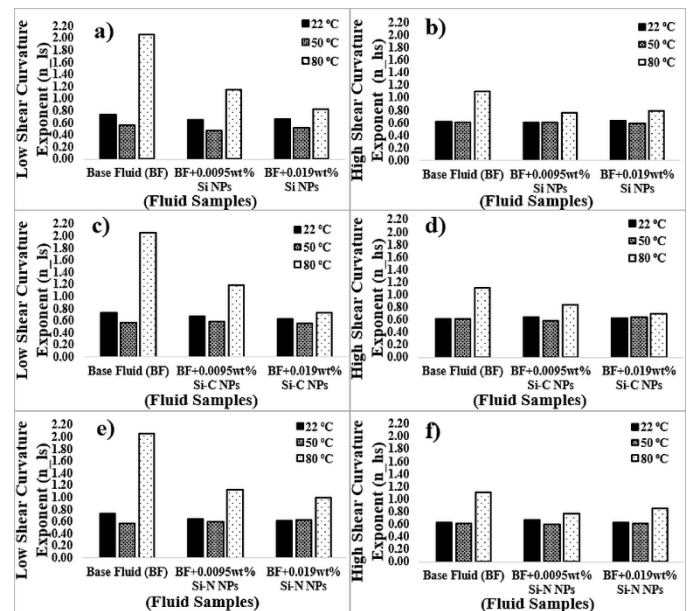 a)
Low Shear Curvature
Exponent (n_ls)
2.20
2.00
1.80
1.60
1.40
1.20
1.00
0.80
0.60
0.40
0.20
0.00
22 ºC
50 ºC
80 ºC
Base Fluid (BF) BF+0.0095wt% BF+0.019wt%
Si NPs Si NPs
(Fluid Samples)
b)
High Shear Curvature
Exponent (n_hs)
2.20
2.00
1.80
1.60
1.40
1.20
1.00
0.80
0.60
0.40
0.20
0.00
22 ºC
50 ºC
80 ºC
Base Fluid (BF) BF+0.0095wt% BF+0.019wt%
Si NPs Si NPs
(Fluid Samples)
c)
Low Shear Curvature
Exponent (n_ls)
2.20
2.00
1.80
1.60
1.40
1.20
1.00
0.80
0.60
0.40
0.20
0.00
22 ºC
50 ºC
80 ºC
Base Fluid (BF) BF+0.0095wt% BF+0.019wt%
Si-C NPs Si-C NPs
(Fluid Samples)
d)
High Shear Curvature
Exponent (n_hs)
2.20
2.00
1.80
1.60
1.40
1.20
1.00
0.80
0.60
0.40
0.20
0.00
22 ºC
50 ºC
80 ºC
Base Fluid (BF) BF+0.0095wt% BF+0.019wt%
Si-C NPs Si-C NPs
(Fluid Samples)
e)
Low Shear Curvature
Exponent (n_ls)
2.20
2.00
1.80
1.60
1.40
1.20
1.00
0.80
0.60
0.40
0.20
0.00
22 ºC
50 ºC
80 ºC
Base Fluid (BF) BF+0.0095wt% BF+0.019wt%
Si-N NPs Si-N NPs
(Fluid Samples)
f)
High Shear Curvature
Exponent (n_hs)
2.20
2.00
1.80
1.60
1.40
1.20
1.00
0.80
0.60
0.40
0.20
0.00
22 ºC
50 ºC
80 ºC
Base Fluid (BF) BF+0.0095wt% BF+0.019wt%
Si-N NPs Si-N NPs
(Fluid Samples)